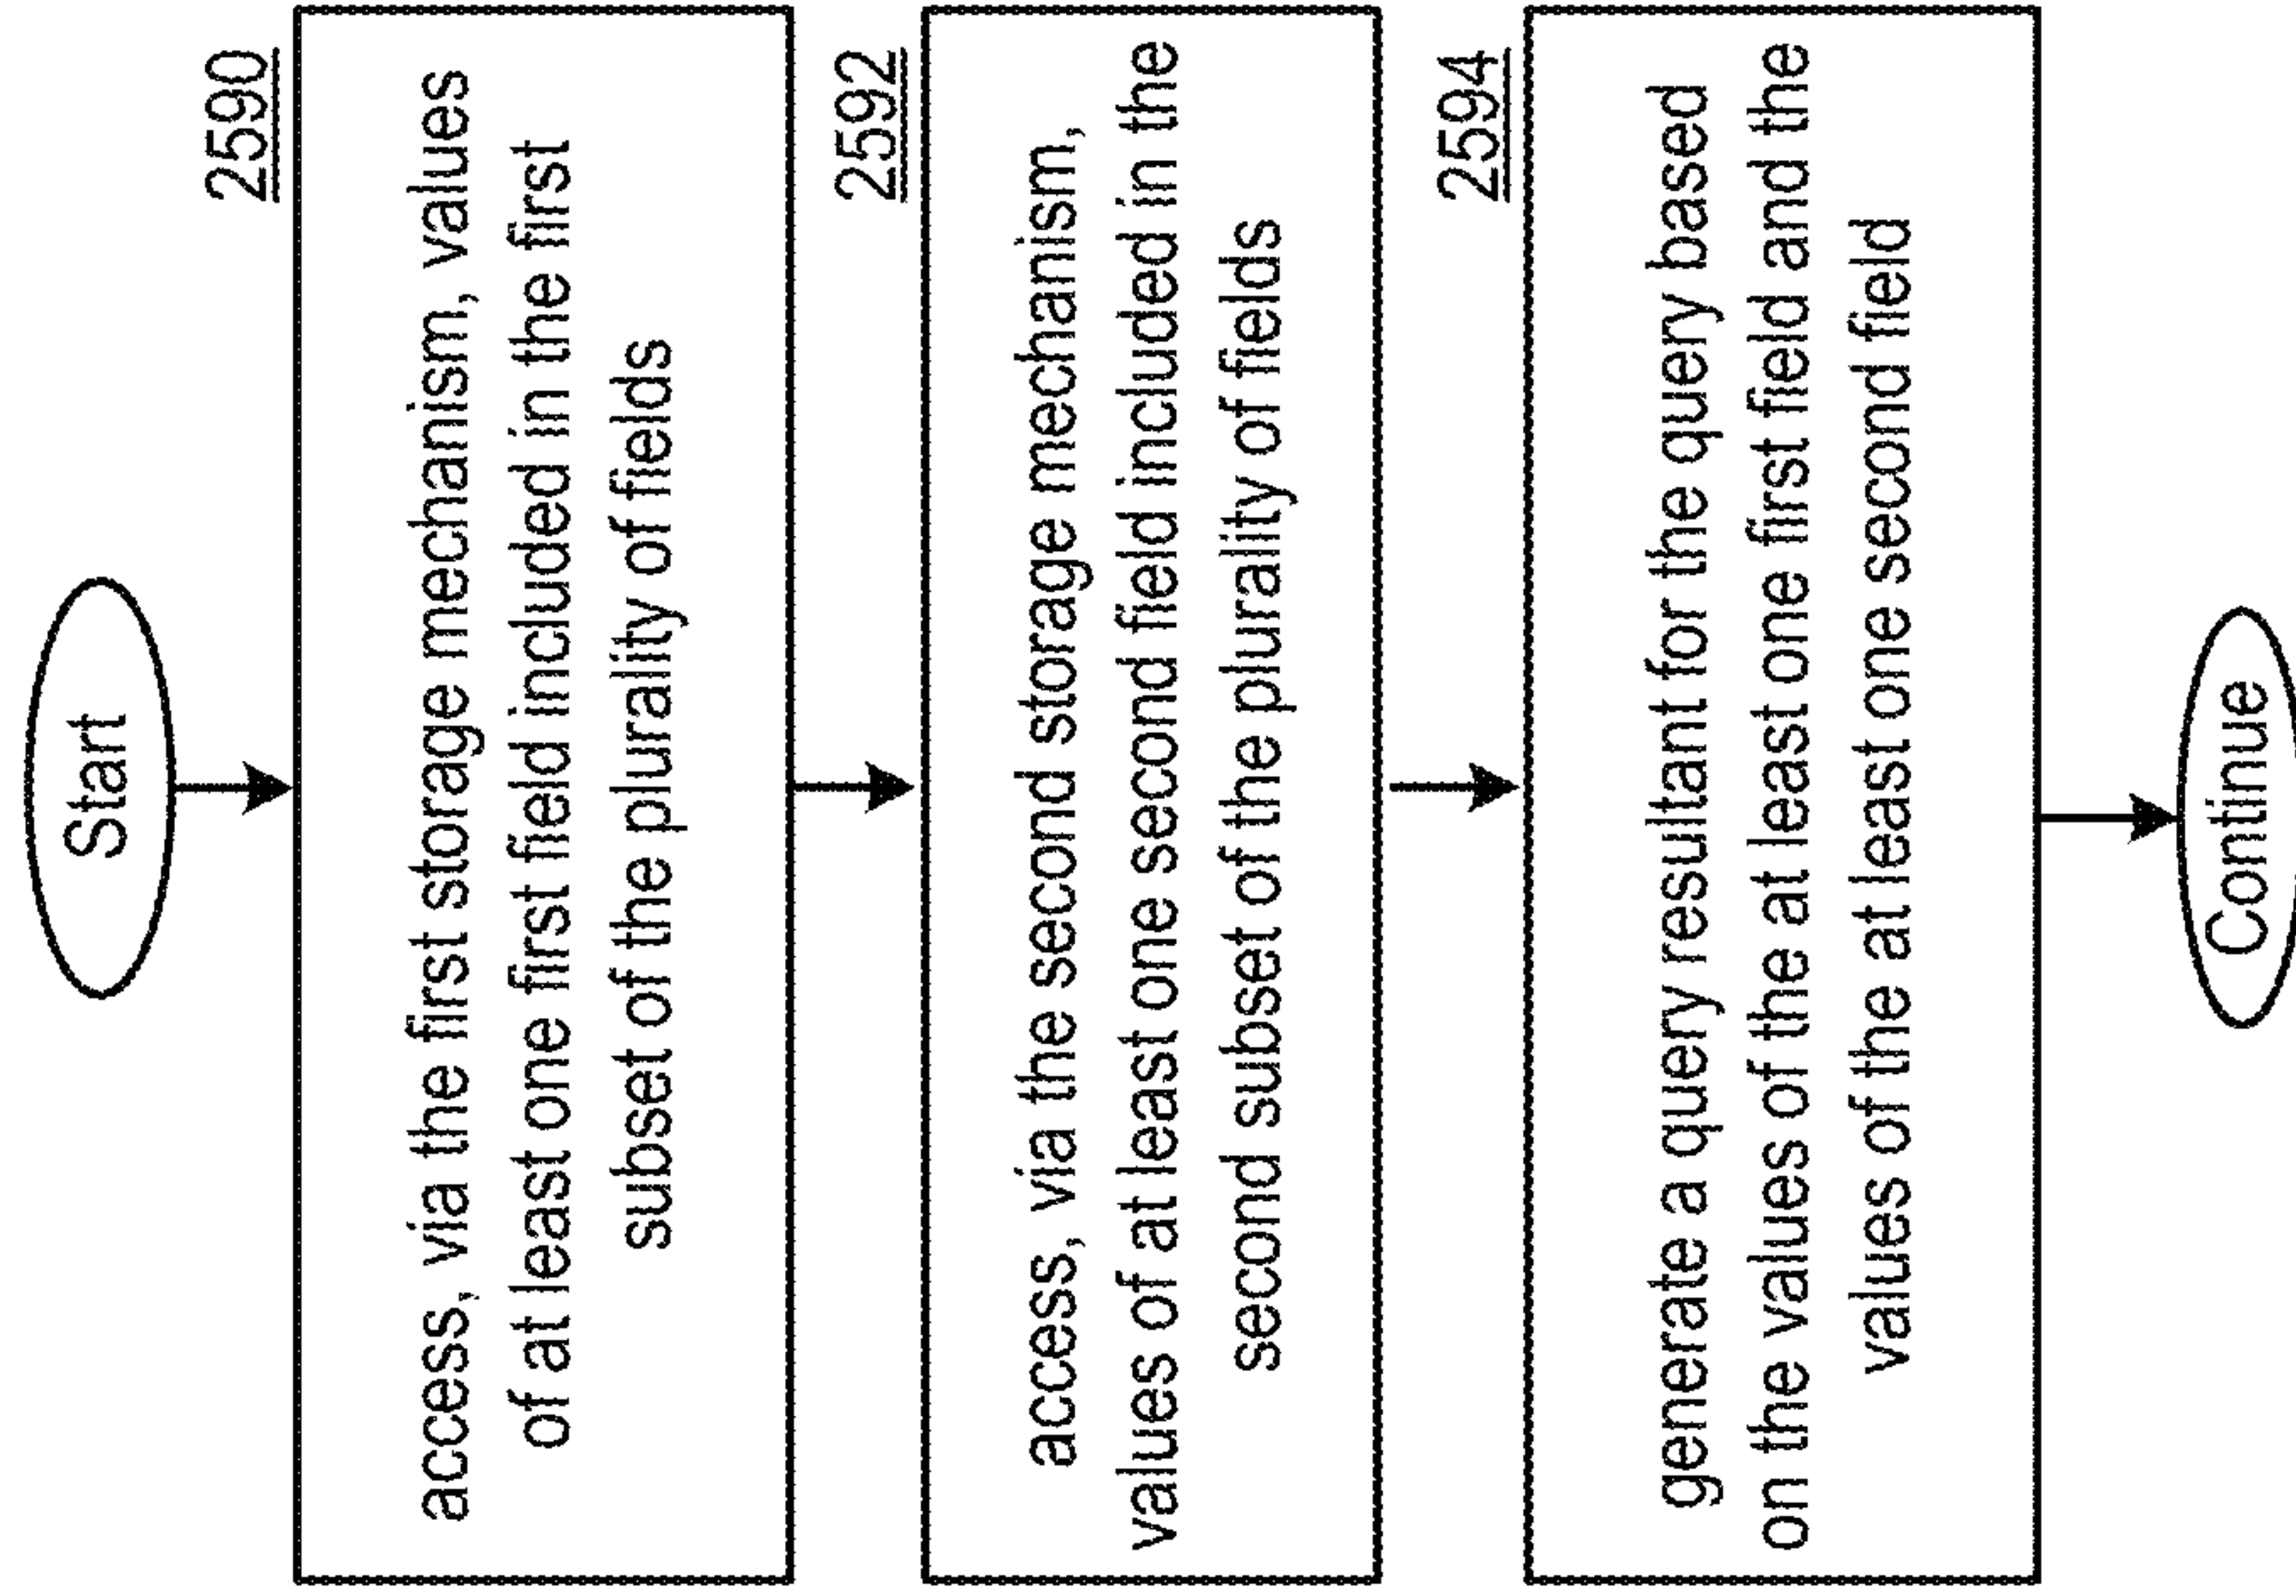 Start
2590
access, via the first storage mechanism, values
of at least one first field included in the first
subset of the plurality of fields
2592
access, via the second storage mechanism,
values of at least one second field included in the
second subset of the plurality of fields
2594
generate a query resultant for the query based
on the values of the at least one first field and the
values of the at least one second field
Continue